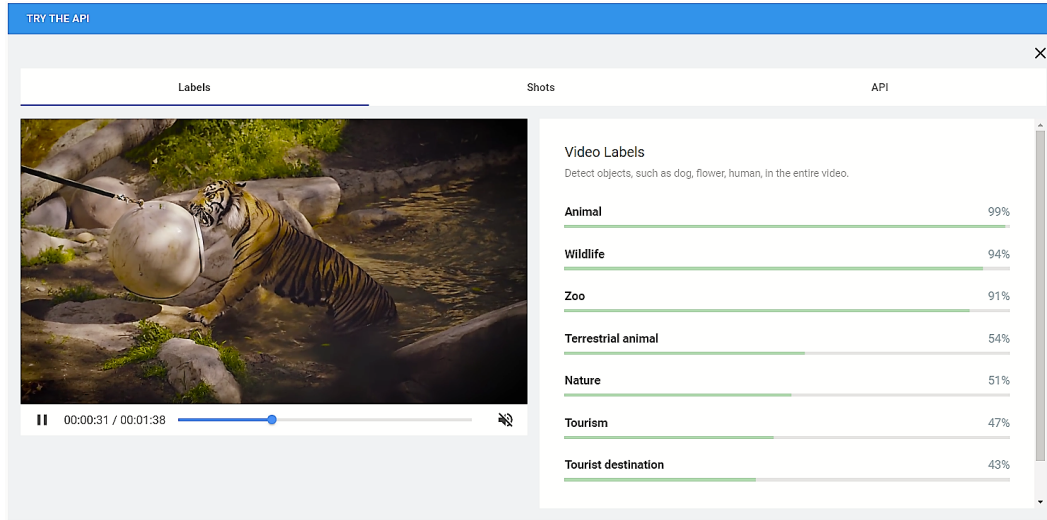 TRY THE API
Labels
Shots
API
00:00:31 / 00:01:38
Video Labels
Detect objects, such as dog, flower, human, in the entire video.
Animal 99%
Wildlife 94%
Zoo 91%
Terrestrial animal 54%
Nature 51%
Tourism 47%
Tourist destination 43%